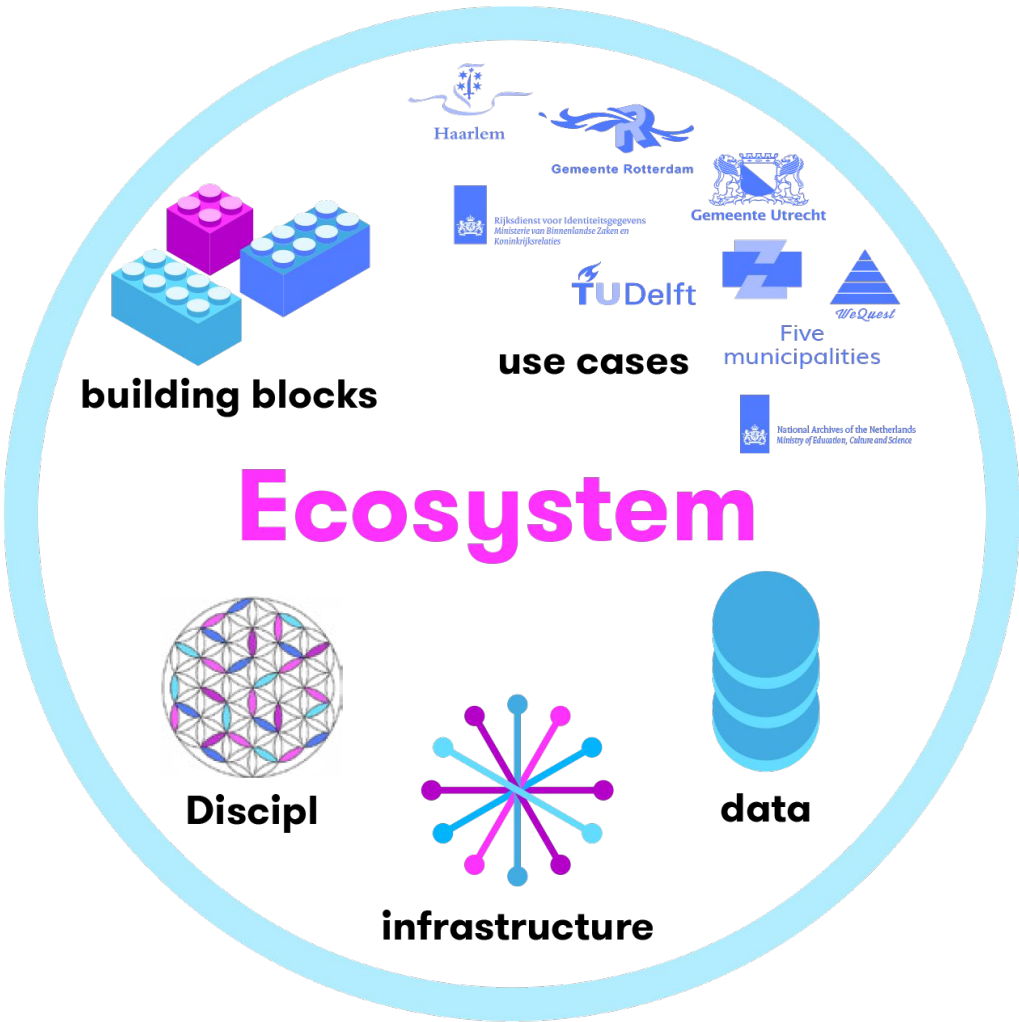 Haarlem
Gemeente Rotterdam
Gemeente Utrecht
Rijksdienst voor Identiteitsgegevens
Ministerie van Binnenlandse Zaken en
Koninkrijksrelaties
TUDelft
WeQuest
Five
municipalities
use cases
building blocks
National Archives of the Netherlands
Ministry of Education, Culture and Science
Ecosystem
Discipl
data
infrastructure